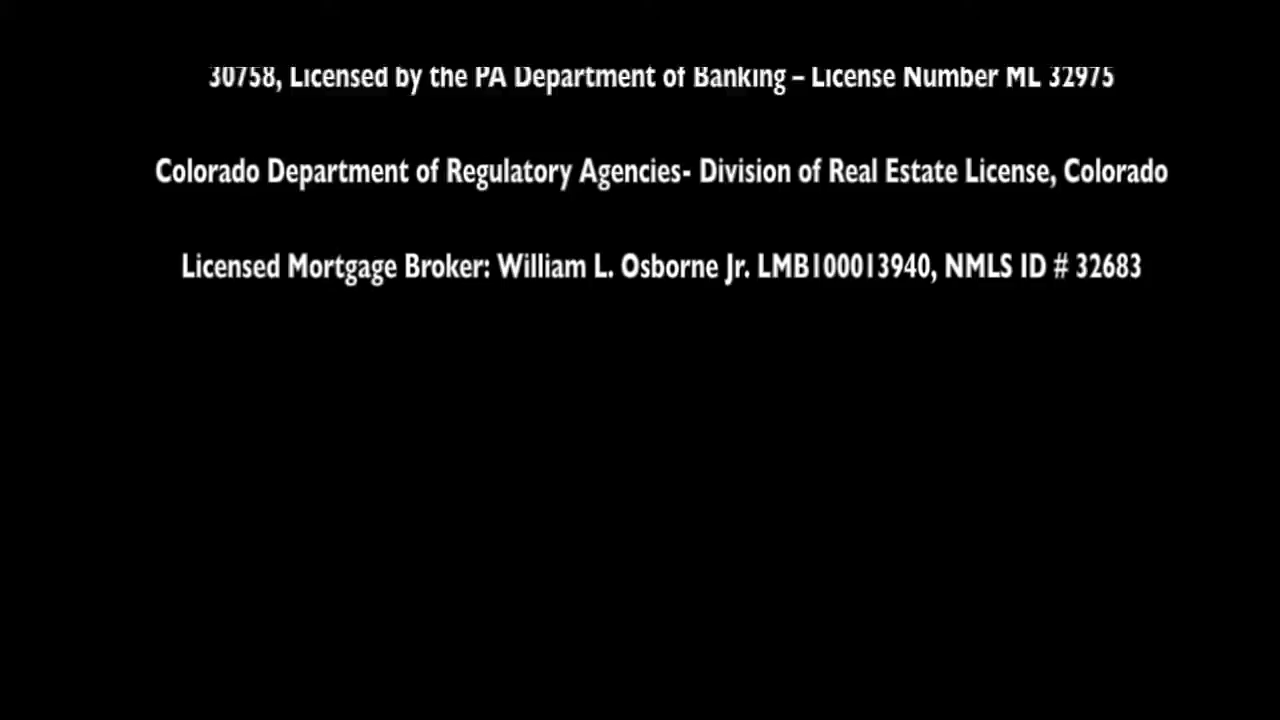 30758, Licensed by the PA Department of Banking – License Number ML 32975
Colorado Department of Regulatory Agencies- Division of Real Estate License, Colorado
Licensed Mortgage Broker: William L. Osborne Jr. LMB100013940, NMLS ID # 32683